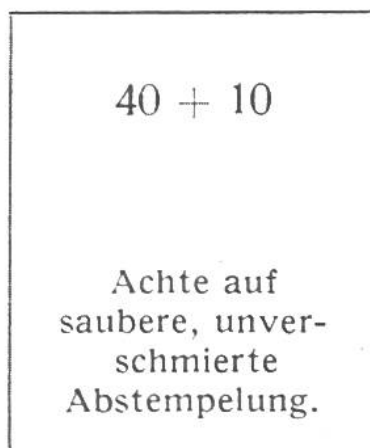 40 + 10
Achte auf
saubere, unver-
schmierte
Abstempelung.